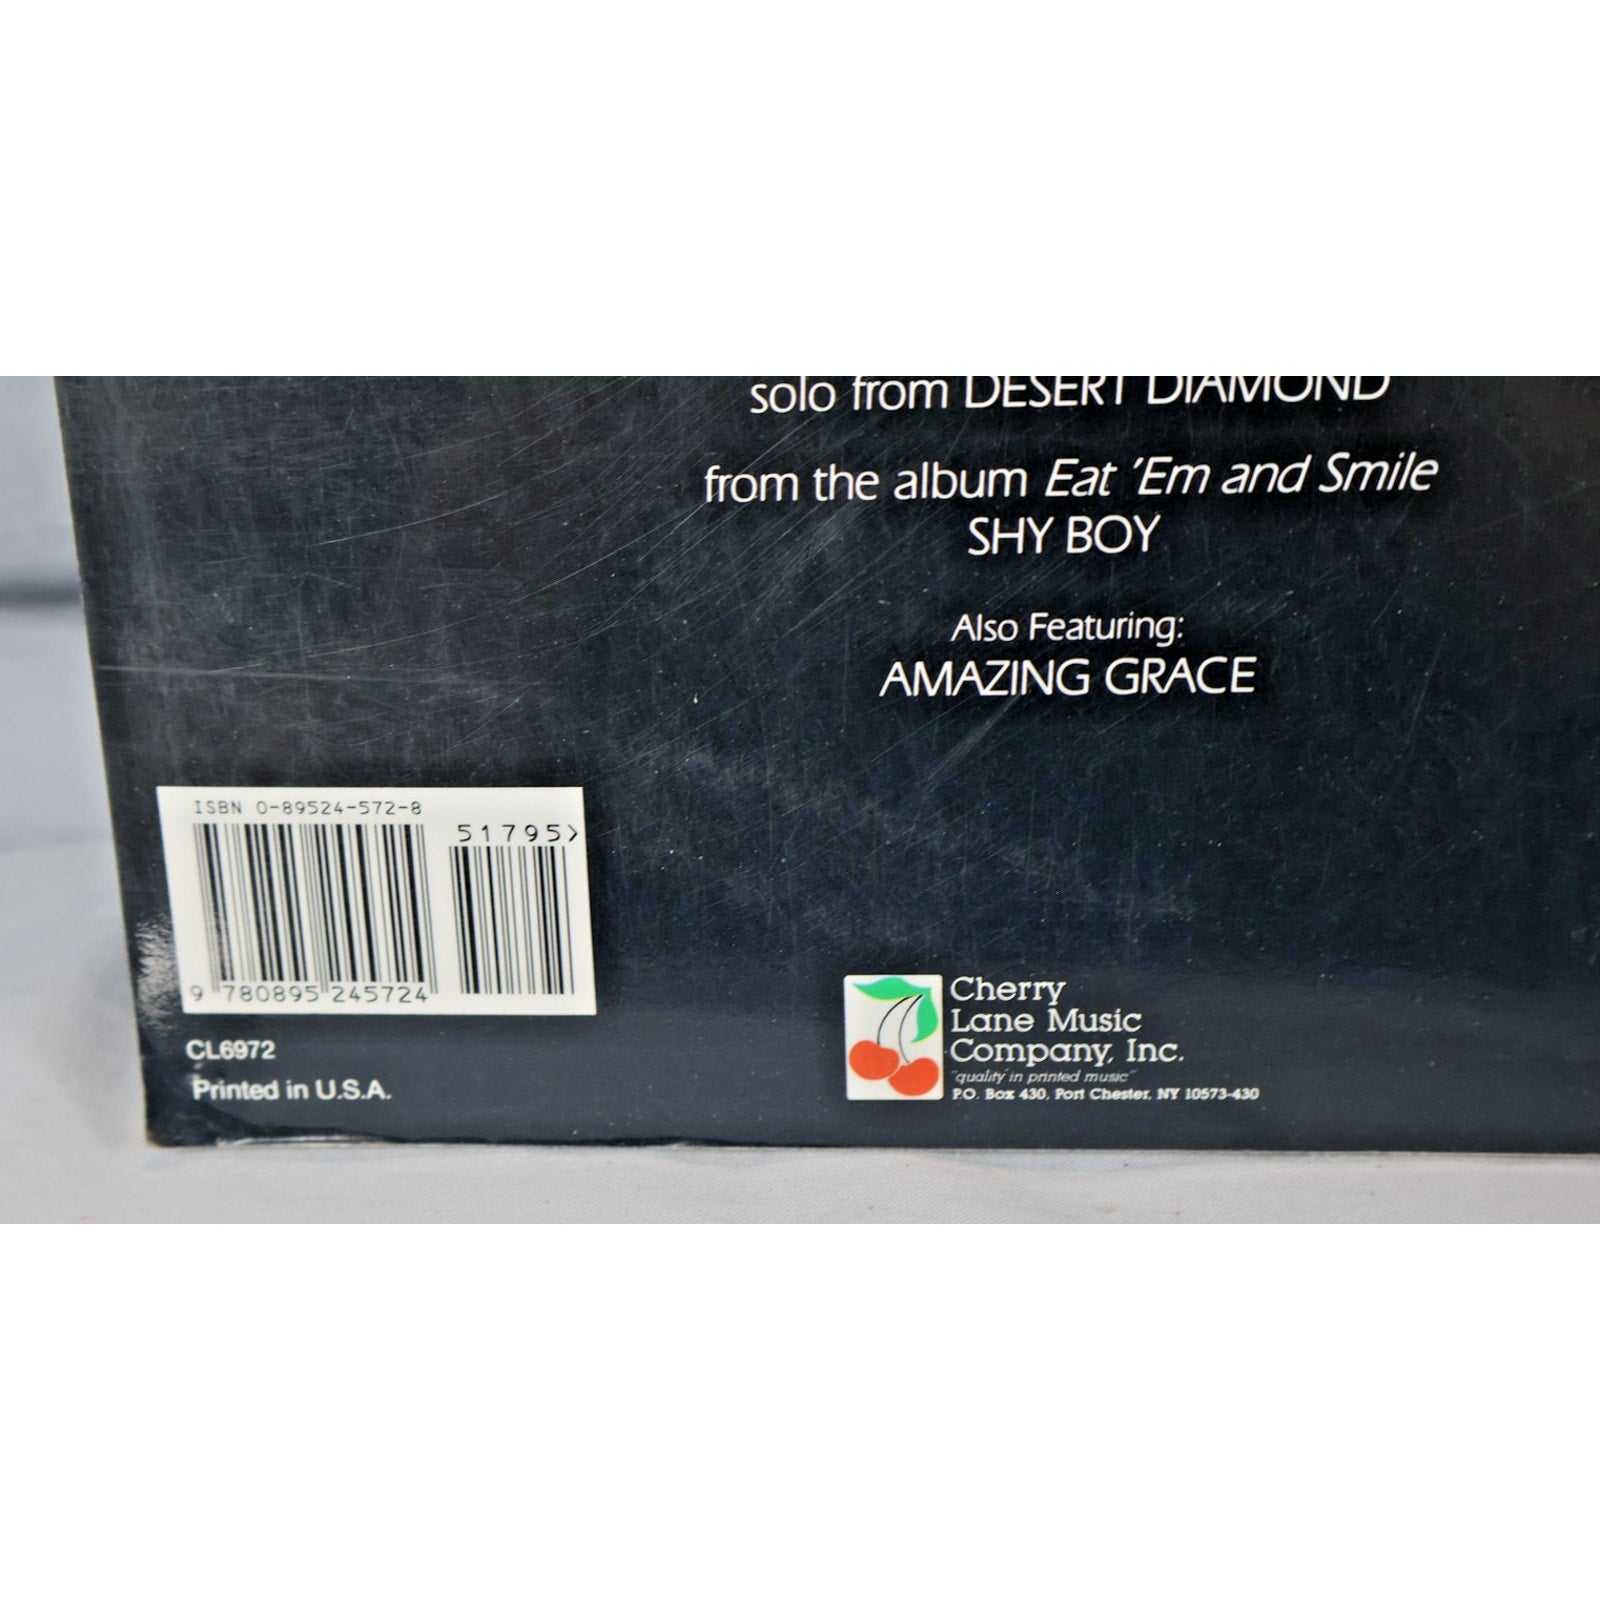 solo from DESERT DIAMOND
from the album Eat 'Em and Smile
SHY BOY
Also Featuring:
AMAZING GRACE
ISBN 0-89524-572-8
51795>
9 780895 245724
CL6972
Printed in U.S.A.
Cherry
Lane Music
Company, Inc.
"quality in printed music"
P.O. Box 430, Port Chester, NY 10573-430